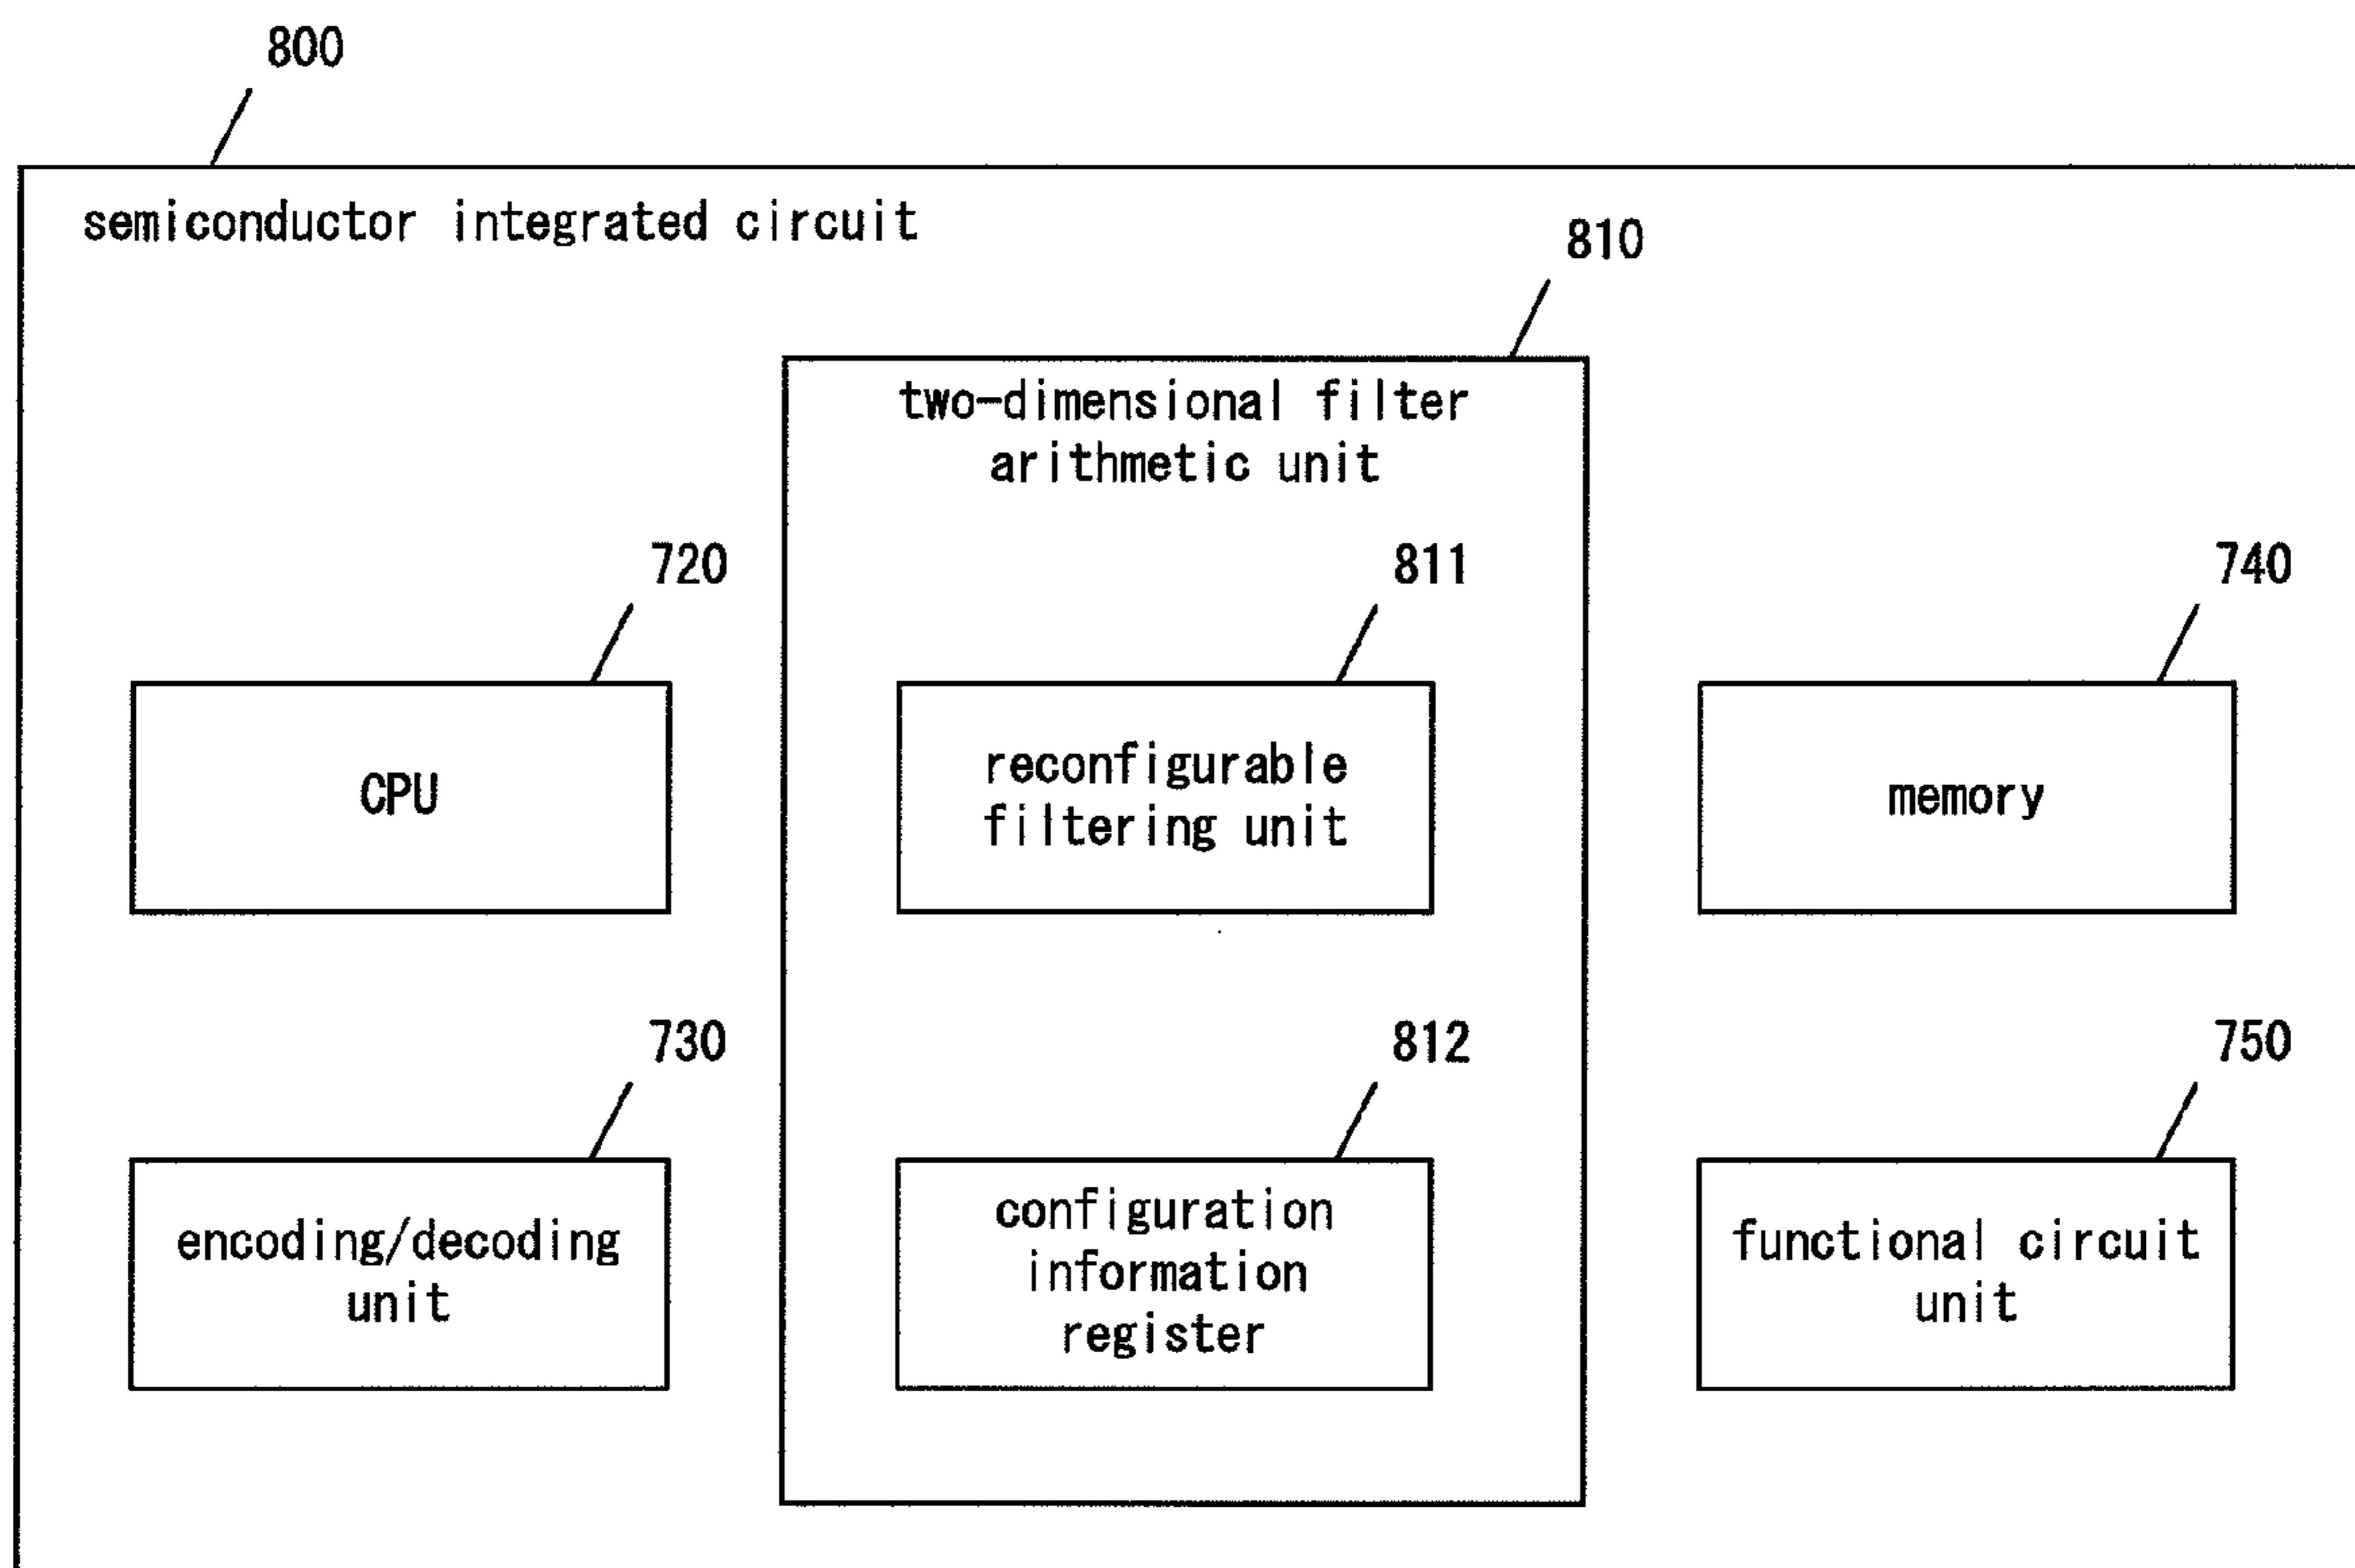 800
semiconductor integrated circuit
810
two-dimensional filter
arithmetic unit
720
811
740
CPU
reconfigurable
filtering unit
memory
730
812
750
encoding/decoding
unit
configuration
information
register
functional circuit
unit